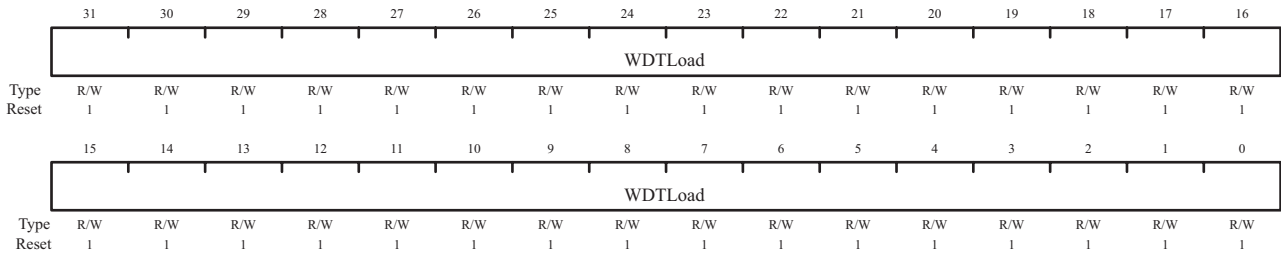 31 30 29 28 27 26 25 24 23 22 21 20 19 18 17 16
WDTLoad
Type R/W R/W R/W R/W R/W R/W R/W R/W R/W R/W R/W R/W R/W R/W R/W R/W
Reset 1 1 1 1 1 1 1 1 1 1 1 1 1 1 1 1
15 14 13 12 11 10 9 8 7 6 5 4 3 2 1 0
WDTLoad
Type R/W R/W R/W R/W R/W R/W R/W R/W R/W R/W R/W R/W R/W R/W R/W R/W
Reset 1 1 1 1 1 1 1 1 1 1 1 1 1 1 1 1